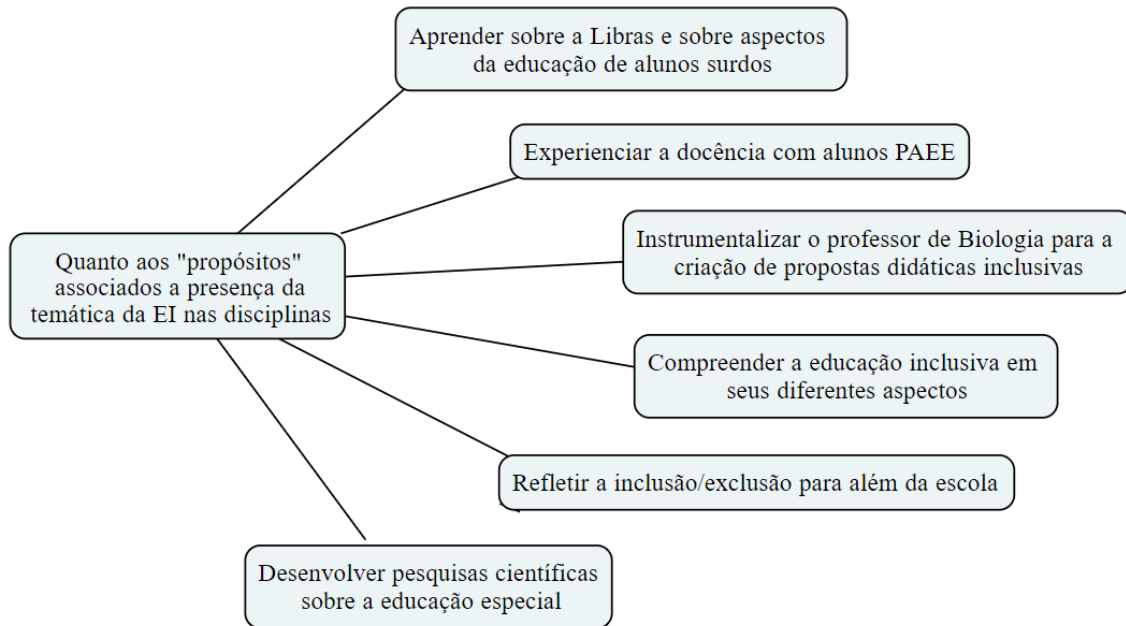 Aprender sobre a Libras e sobre aspectos
da educação de alunos surdos
Experienciar a docência com alunos PAEE
Instrumentalizar o professor de Biologia para a
criação de propostas didáticas inclusivas
Quanto aos "propósitos"
associados a presença da
temática da EI nas disciplinas
Compreender a educação inclusiva em
seus diferentes aspectos
Refletir a inclusão/exclusão para além da escola
Desenvolver pesquisas científicas
sobre a educação especial